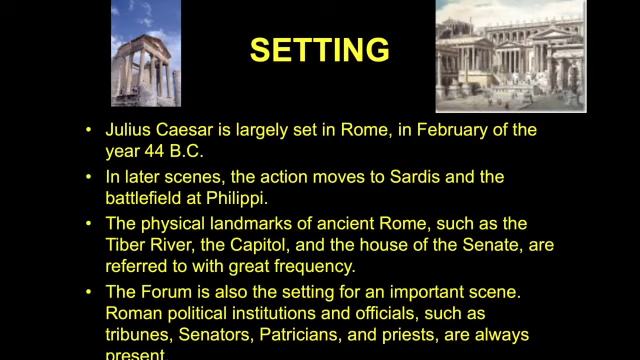 SETTING
• Julius Caesar is largely set in Rome, in February of the
year 44 B.C.
• In later scenes, the action moves to Sardis and the
battlefield at Philippi.
• The physical landmarks of ancient Rome, such as the
Tiber River, the Capitol, and the house of the Senate, are
referred to with great frequency.
• The Forum is also the setting for an important scene.
Roman political institutions and officials, such as
tribunes, Senators, Patricians, and priests, are always
present